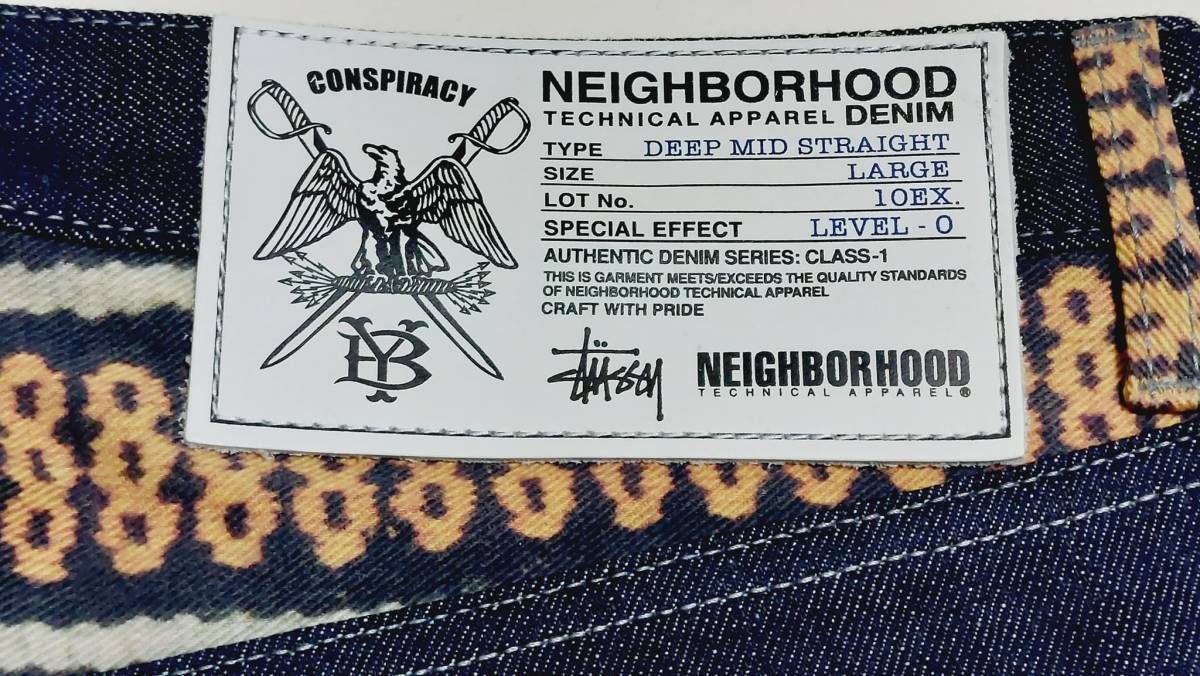 CONSPIRACY
YB
NEIGHBORHOOD
TECHNICAL APPAREL DENIM
TYPE DEEP MID STRAIGHT
SIZE LARGE
LOT No. 10EX.
SPECIAL EFFECT LEVEL - 0
AUTHENTIC DENIM SERIES: CLASS-1
THIS IS GARMENT MEETS/EXCEEDS THE QUALITY STANDARDS
OF NEIGHBORHOOD TECHNICAL APPAREL
CRAFT WITH PRIDE
Stüssy
NEIGHBORHOOD
TECHNICAL APPAREL®